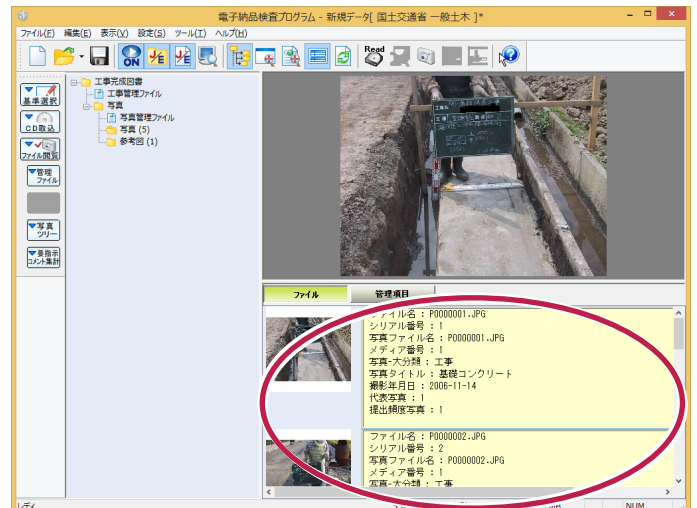 電子納品検査プログラム - 新規データ[ 国土交通省 一般土木 ]*
ファイル(F) 編集(E) 表示(V) 設定(S) ツール(T) ヘルプ(H)
ON J/E J/E Read
基準選択
CD取込
ファイル閲覧
管理
ファイル
写真
ツリー
要指示
コメント集計
工事完成図書
工事管理ファイル
写真
写真管理ファイル
写真 (5)
参考図 (1)
ファイル 管理項目
ファイル名 : P0000001.JPG
シリアル番号 : 1
写真ファイル名 : P0000001.JPG
メディア番号 : 1
写真-大分類 : 工事
写真タイトル : 基礎コンクリート
撮影年月日 : 2006-11-14
代表写真 : 1
提出頻度写真 : 1
ファイル名 : P0000002.JPG
シリアル番号 : 2
写真ファイル名 : P0000002.JPG
メディア番号 : 1
写真-大分類 : 工事
レディ NUM